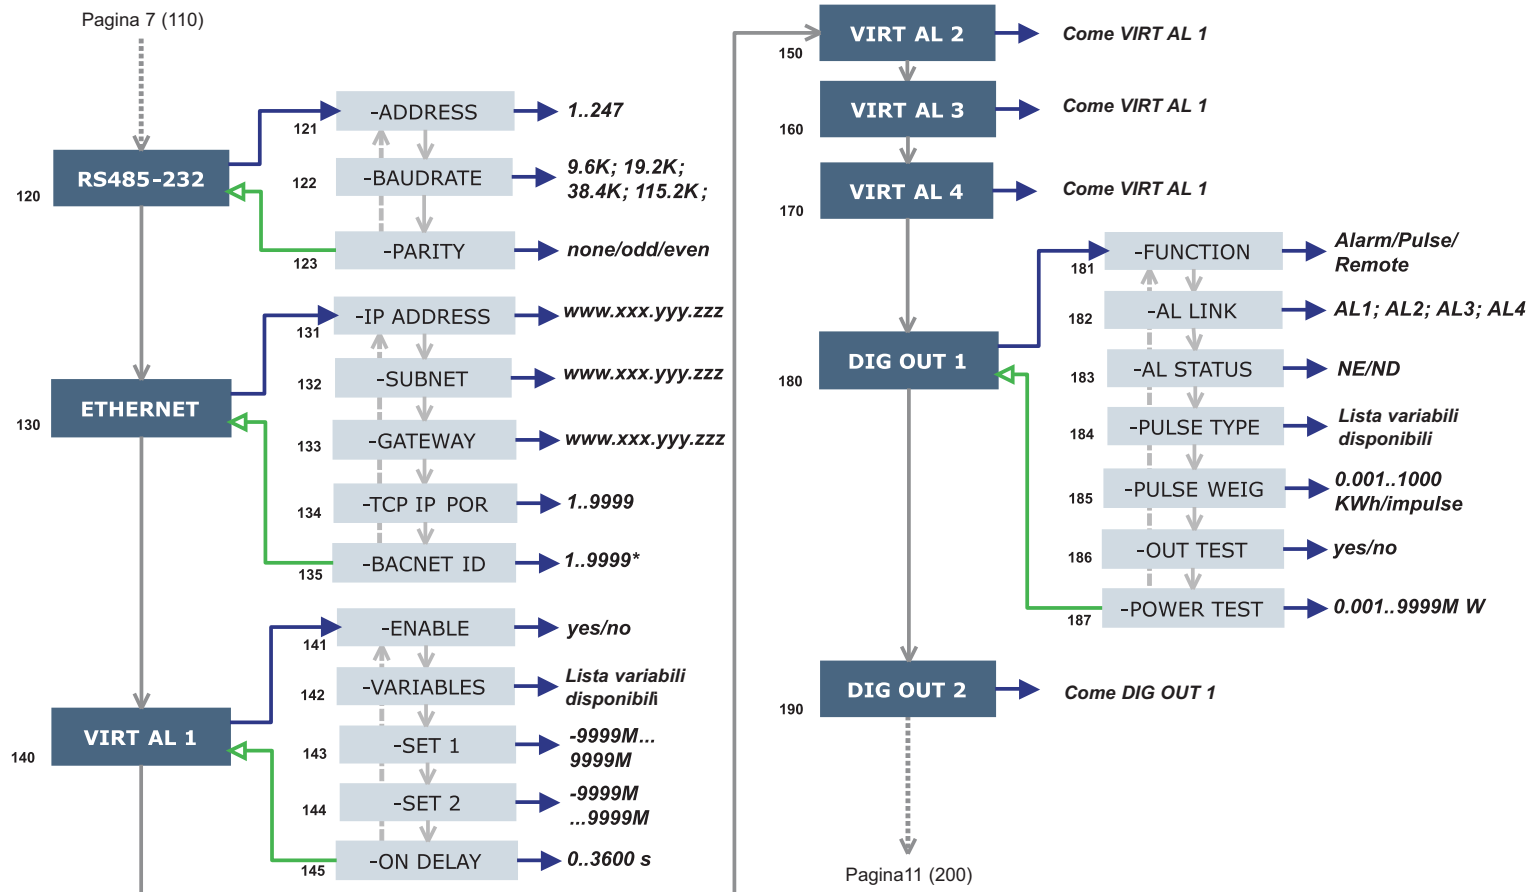 Pagina 7 (110)
120
RS485-232
121
-ADDRESS
1..247
122
-BAUDRATE
9.6K; 19.2K;
38.4K; 115.2K;
123
-PARITY
none/odd/even
130
ETHERNET
131
-IP ADDRESS
www.xxx.yyy.zzz
132
-SUBNET
www.xxx.yyy.zzz
133
-GATEWAY
www.xxx.yyy.zzz
134
-TCP IP POR
1..9999
135
-BACNET ID
1..9999*
140
VIRT AL 1
141
-ENABLE
yes/no
142
-VARIABLES
Lista variabili
disponibili
143
-SET 1
-9999M...
9999M
144
-SET 2
-9999M
...9999M
145
-ON DELAY
0..3600 s
150
VIRT AL 2
Come VIRT AL 1
160
VIRT AL 3
Come VIRT AL 1
170
VIRT AL 4
Come VIRT AL 1
180
DIG OUT 1
181
-FUNCTION
Alarm/Pulse/
Remote
182
-AL LINK
AL1; AL2; AL3; AL4
183
-AL STATUS
NE/ND
184
-PULSE TYPE
Lista variabili
disponibili
185
-PULSE WEIG
0.001..1000
KWh/impulse
186
-OUT TEST
yes/no
187
-POWER TEST
0.001..9999M W
190
DIG OUT 2
Come DIG OUT 1
Pagina11 (200)